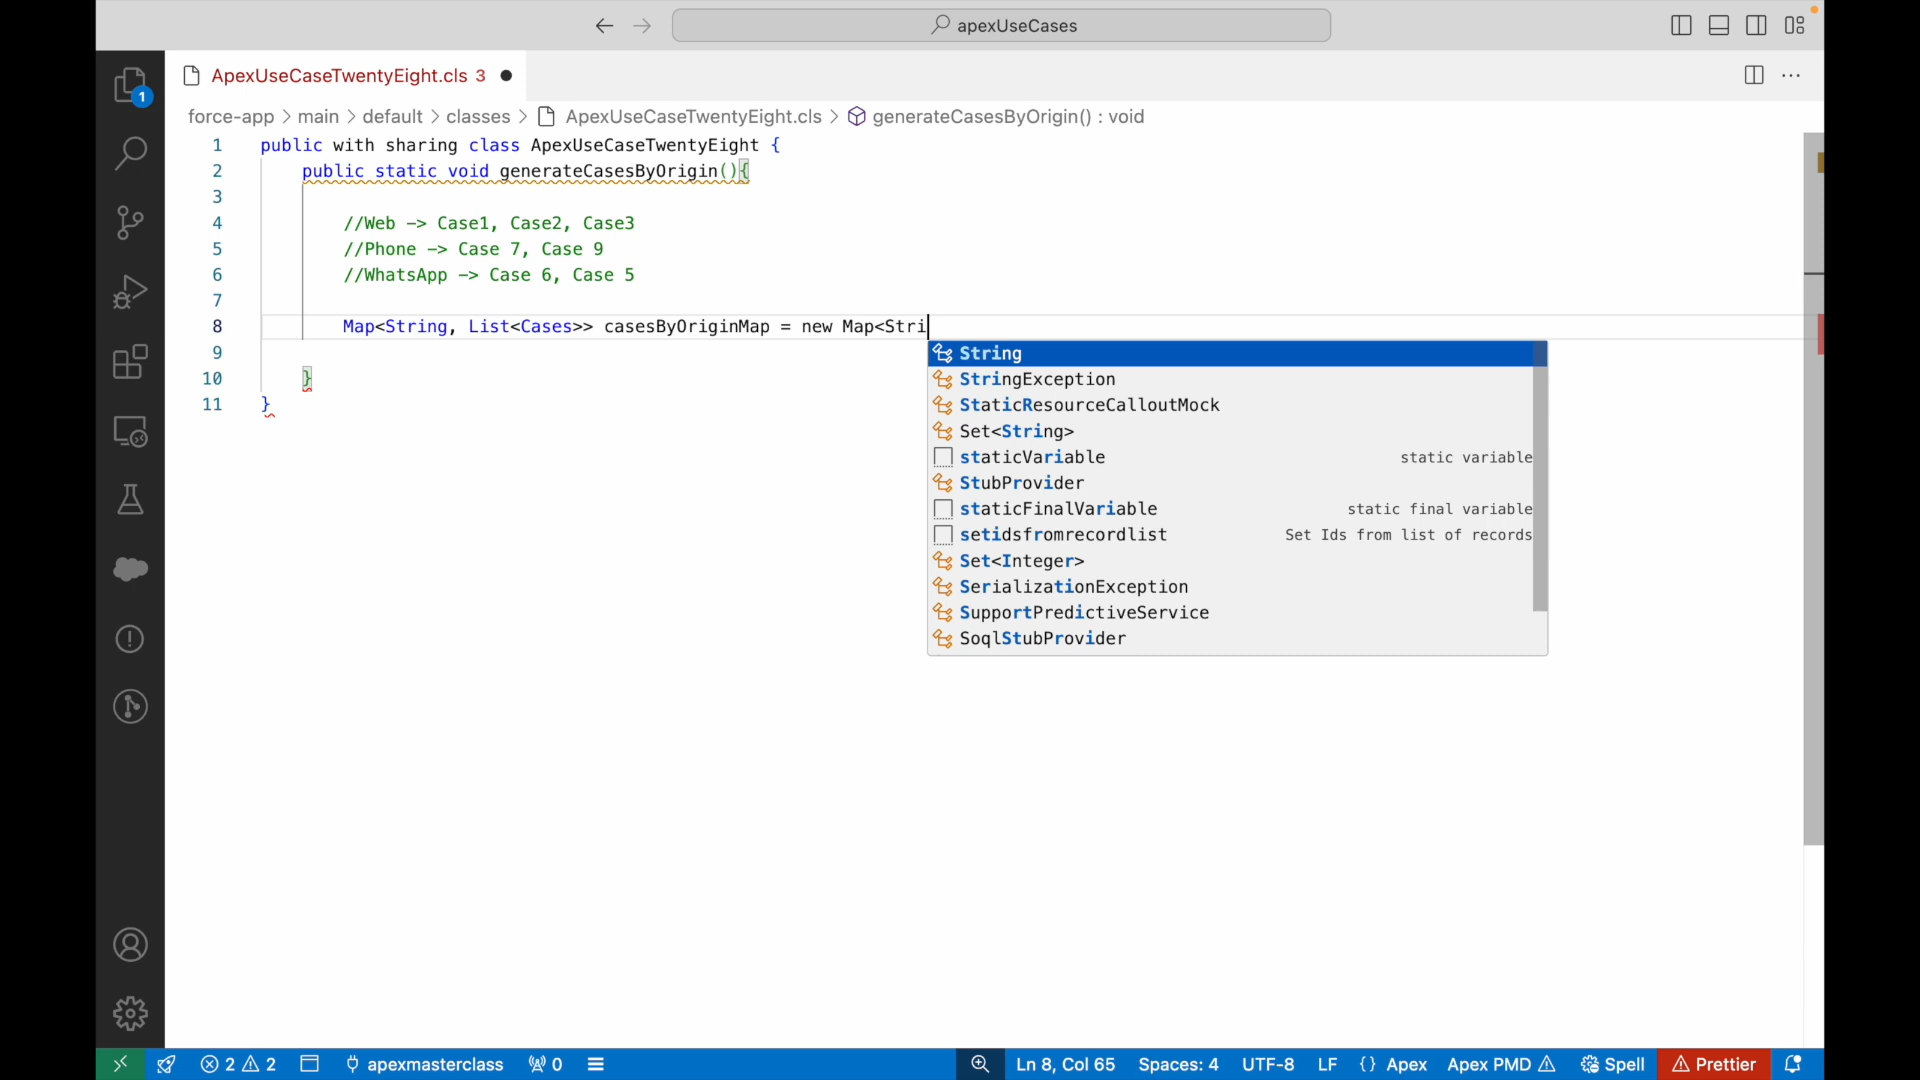 apexUseCases
1
ApexUseCaseTwentyEight.cls 3
force-app > main > default > classes > ApexUseCaseTwentyEight.cls > generateCasesByOrigin() : void
1 public with sharing class ApexUseCaseTwentyEight {
2 public static void generateCasesByOrigin(){
3
4 //Web -> Case1, Case2, Case3
5 //Phone -> Case 7, Case 9
6 //WhatsApp -> Case 6, Case 5
7
8 Map<String, List<Cases>> casesByOriginMap = new Map<Stri
9
10 }
11 }
String
StringException
StaticResourceCalloutMock
Set<String>
staticVariable static variable
StubProvider
staticFinalVariable static final variable
setidsfromrecordlist Set Ids from list of records
Set<Integer>
SerializationException
SupportPredictiveService
SoqlStubProvider
2 2 apexmasterclass 0 Ln 8, Col 65 Spaces: 4 UTF-8 LF {} Apex Apex PMD Spell Prettier